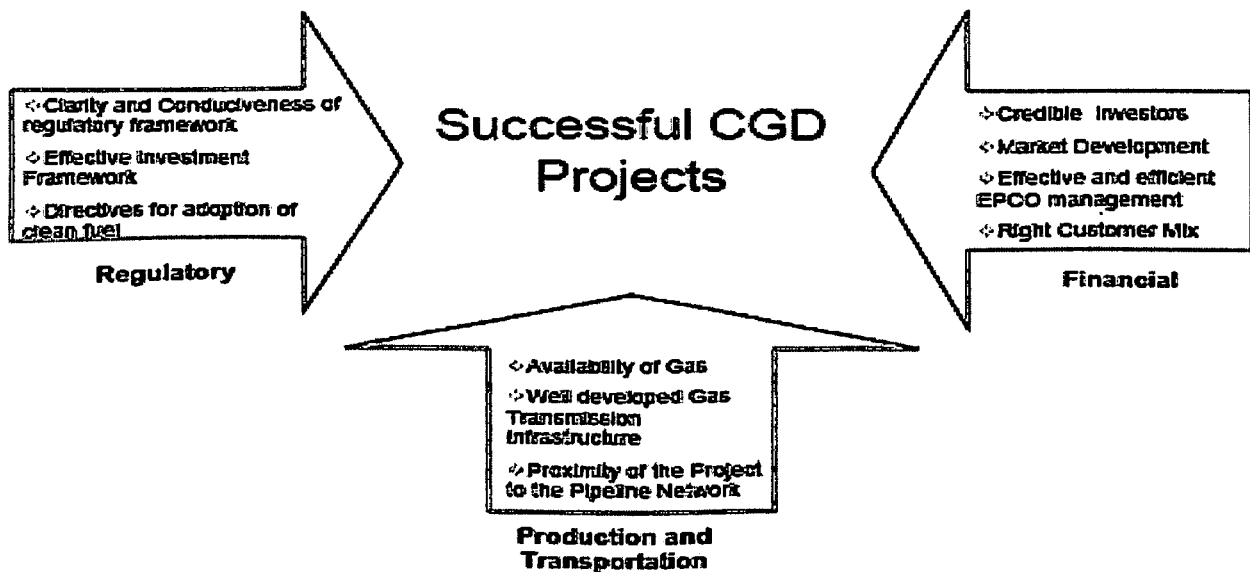 Successful CGD
Projects
❖Clarity and Conduciveness of
regulatory framework
❖Effective Investment
Framework
❖Directives for adoption of
clean fuel
Regulatory
❖Credible Investors
❖Market Development
❖Effective and efficient
EPCO management
❖Right Customer Mix
Financial
❖Availability of Gas
❖Well developed Gas
Transmission
Infrastructure
❖Proximity of the Project
to the Pipeline Network
Production and
Transportation